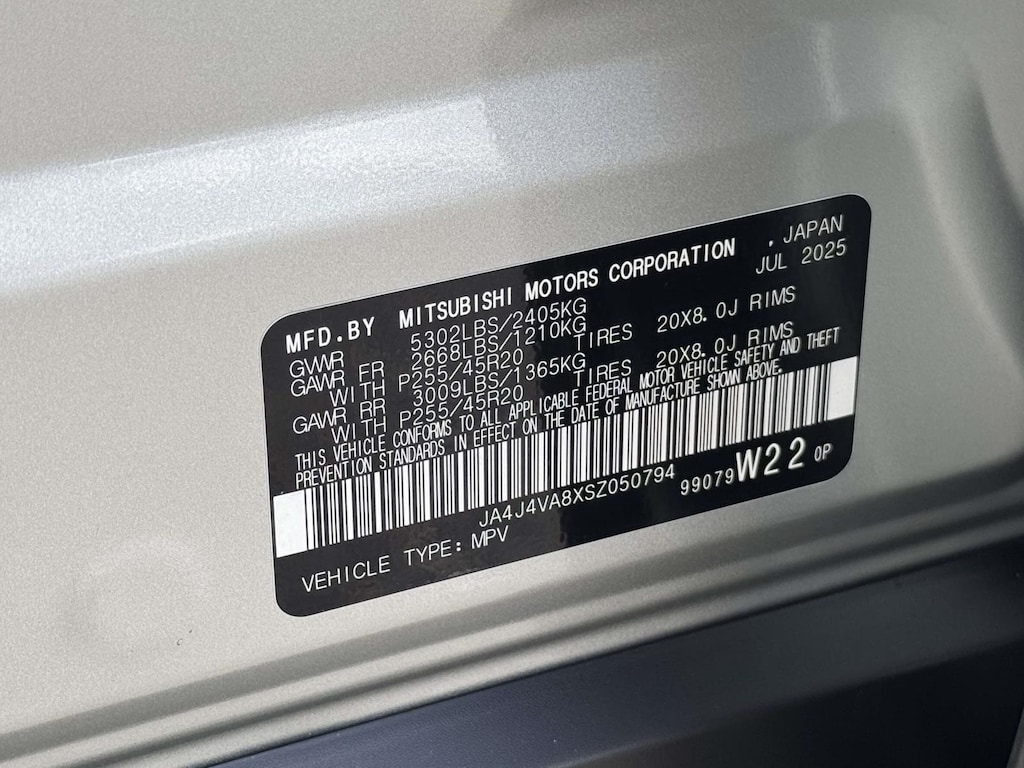 MFD.BY MITSUBISHI MOTORS CORPORATION . JAPAN
JUL 2025
GVWR 5302LBS/2405KG
GAWR FR 2668LBS/1210KG
WITH P255/45R20 TIRES 20X8.0J RIMS
GAWR RR 3009LBS/1365KG
WITH P255/45R20 TIRES 20X8.0J RIMS
THIS VEHICLE CONFORMS TO ALL APPLICABLE FEDERAL MOTOR VEHICLE SAFETY AND THEFT
PREVENTION STANDARDS IN EFFECT ON THE DATE OF MANUFACTURE SHOWN ABOVE.
JA4J4VA8XSZ050794 99079 W22 0P
VEHICLE TYPE: MPV